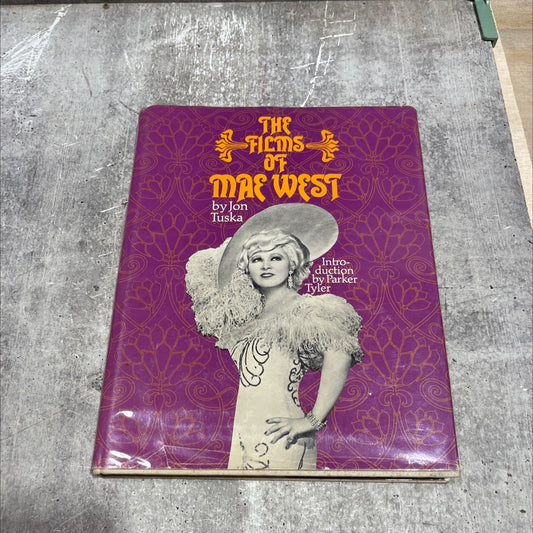 THE
FILMS
OF
MAE WEST
by Jon
Tuska
Intro-
duction
by Parker
Tyler